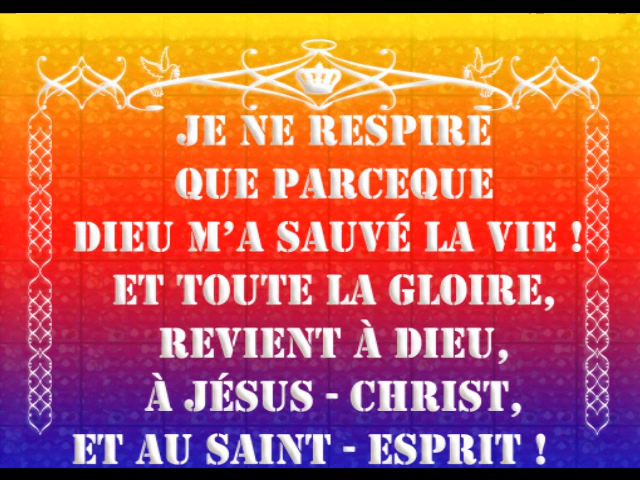 JE NE RESPIRE
QUE PARCEQUE
DIEU M'A SAUVÉ LA VIE !
ET TOUTE LA GLOIRE,
REVIENT À DIEU,
À JÉSUS - CHRIST,
ET AU SAINT - ESPRIT !